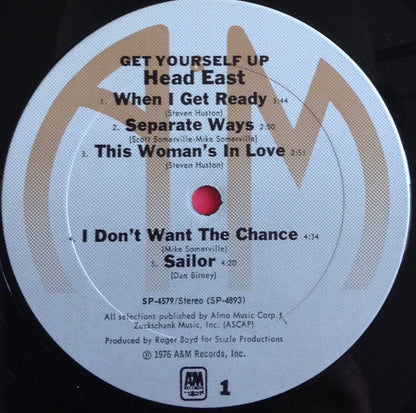 GET YOURSELF UP
Head East
1. When I Get Ready 3:44
(Steven Huston)
2. Separate Ways 2:50
(Scott Somerville-Mike Somerville)
3. This Woman's In Love 3:51
(Steven Huston)
4. I Don't Want The Chance 4:34
(Mike Somerville)
5. Sailor 4:20
(Dan Birney)
SP-4579/Stereo (SP-4893)
All selections published by Almo Music Corp./
Zuckschank Music, Inc. (ASCAP)
Produced by Roger Boyd for Stizle Productions
℗ 1976 A&M Records, Inc.
A&M
RECORDS
1